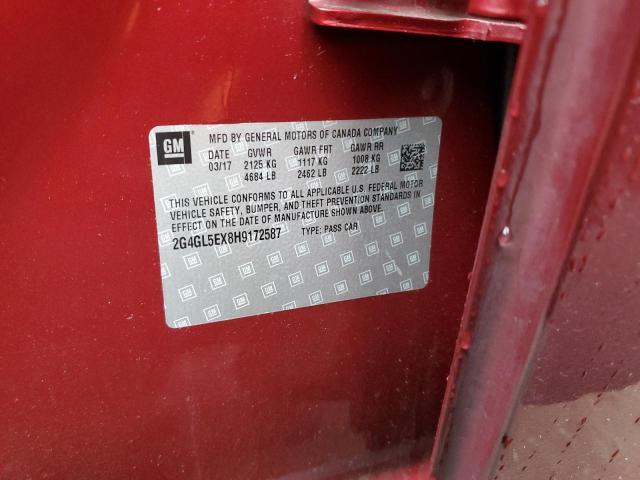 GM
MFD BY GENERAL MOTORS OF CANADA COMPANY
DATE GVWR GAWR FRT GAWR RR
03/17 2125 KG 1117 KG 1008 KG
4684 LB 2462 LB 2222 LB
THIS VEHICLE CONFORMS TO ALL APPLICABLE U.S. FEDERAL MOTOR
VEHICLE SAFETY, BUMPER, AND THEFT PREVENTION STANDARDS IN
EFFECT ON THE DATE OF MANUFACTURE SHOWN ABOVE.
2G4GL5EX8H9172587 TYPE: PASS CAR